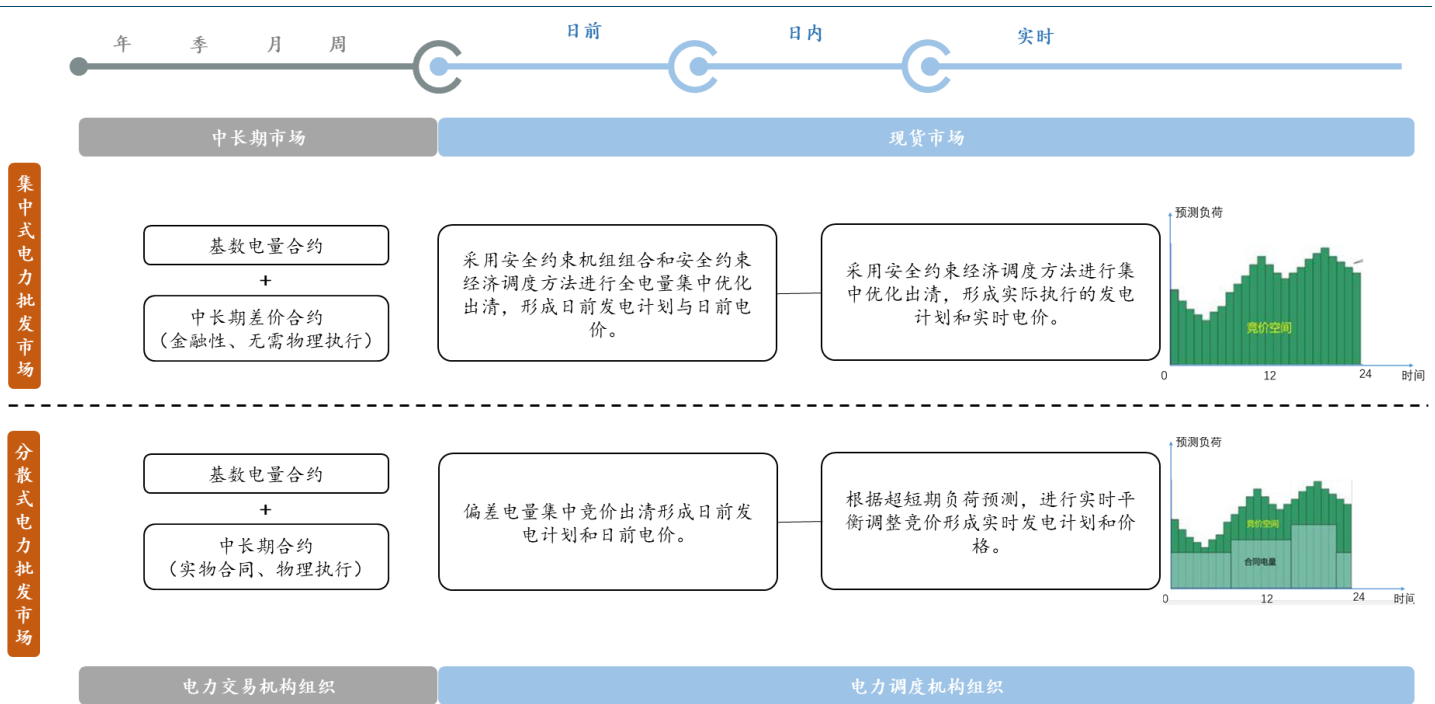 年 季 月 周 日前 日内 实时
中长期市场 现货市场
集中式电力批发市场
基数电量合约
+
中长期差价合约
（金融性、无需物理执行）
采用安全约束机组组合和安全约束
经济调度方法进行全电量集中优化
出清，形成日前发电计划与日前电
价。
采用安全约束经济调度方法进行集
中优化出清，形成实际执行的发电
计划和实时电价。
预测负荷
竞价空间
0 12 24 时间
分散式电力批发市场
基数电量合约
+
中长期合约
（实物合同、物理执行）
偏差电量集中竞价出清形成日前发
电计划和日前电价。
根据超短期负荷预测，进行实时平
衡调整竞价形成实时发电计划和价
格。
预测负荷
竞价空间
合同电量
0 12 24 时间
电力交易机构组织 电力调度机构组织